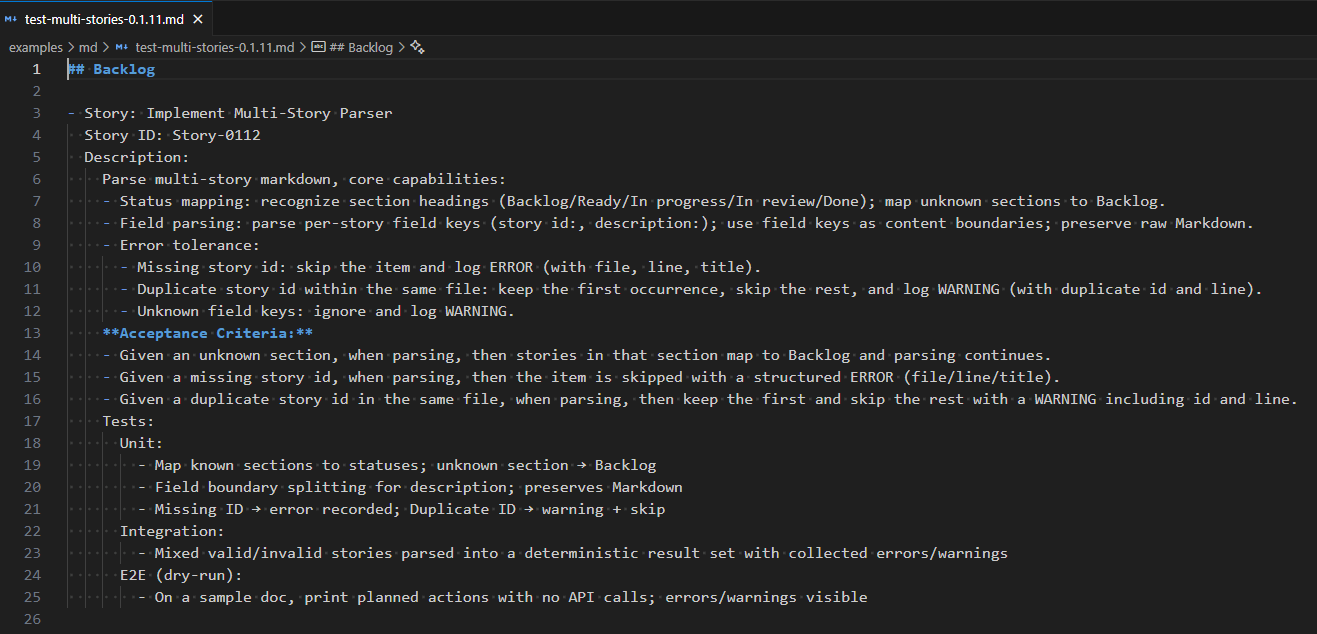 test-multi-stories-0.1.11.md
examples > md > test-multi-stories-0.1.11.md > ## Backlog >
1 ## Backlog
2
3 - Story: Implement Multi-Story Parser
4 Story ID: Story-0112
5 Description:
6 Parse multi-story markdown, core capabilities:
7 - Status mapping: recognize section headings (Backlog/Ready/In progress/In review/Done); map unknown sections to Backlog.
8 - Field parsing: parse per-story field keys (story id:, description:); use field keys as content boundaries; preserve raw Markdown.
9 - Error tolerance:
10 - Missing story id: skip the item and log ERROR (with file, line, title).
11 - Duplicate story id within the same file: keep the first occurrence, skip the rest, and log WARNING (with duplicate id and line).
12 - Unknown field keys: ignore and log WARNING.
13 **Acceptance Criteria:**
14 - Given an unknown section, when parsing, then stories in that section map to Backlog and parsing continues.
15 - Given a missing story id, when parsing, then the item is skipped with a structured ERROR (file/line/title).
16 - Given a duplicate story id in the same file, when parsing, then keep the first and skip the rest with a WARNING including id and line.
17 Tests:
18 Unit:
19 - Map known sections to statuses; unknown section → Backlog
20 - Field boundary splitting for description; preserves Markdown
21 - Missing ID → error recorded; Duplicate ID → warning + skip
22 Integration:
23 - Mixed valid/invalid stories parsed into a deterministic result set with collected errors/warnings
24 E2E (dry-run):
25 - On a sample doc, print planned actions with no API calls; errors/warnings visible
26